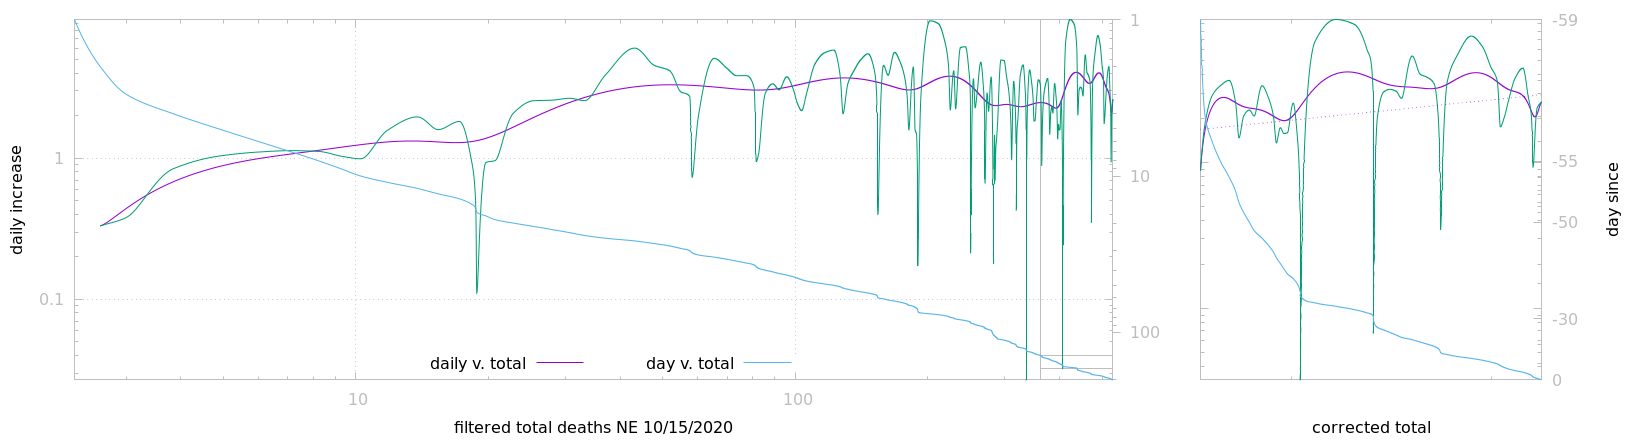 daily increase
1
0.1
10
100
daily v. total
day v. total
filtered total deaths NE 10/15/2020
1
10
100
-59
-55
-50
-30
0
day since
corrected total